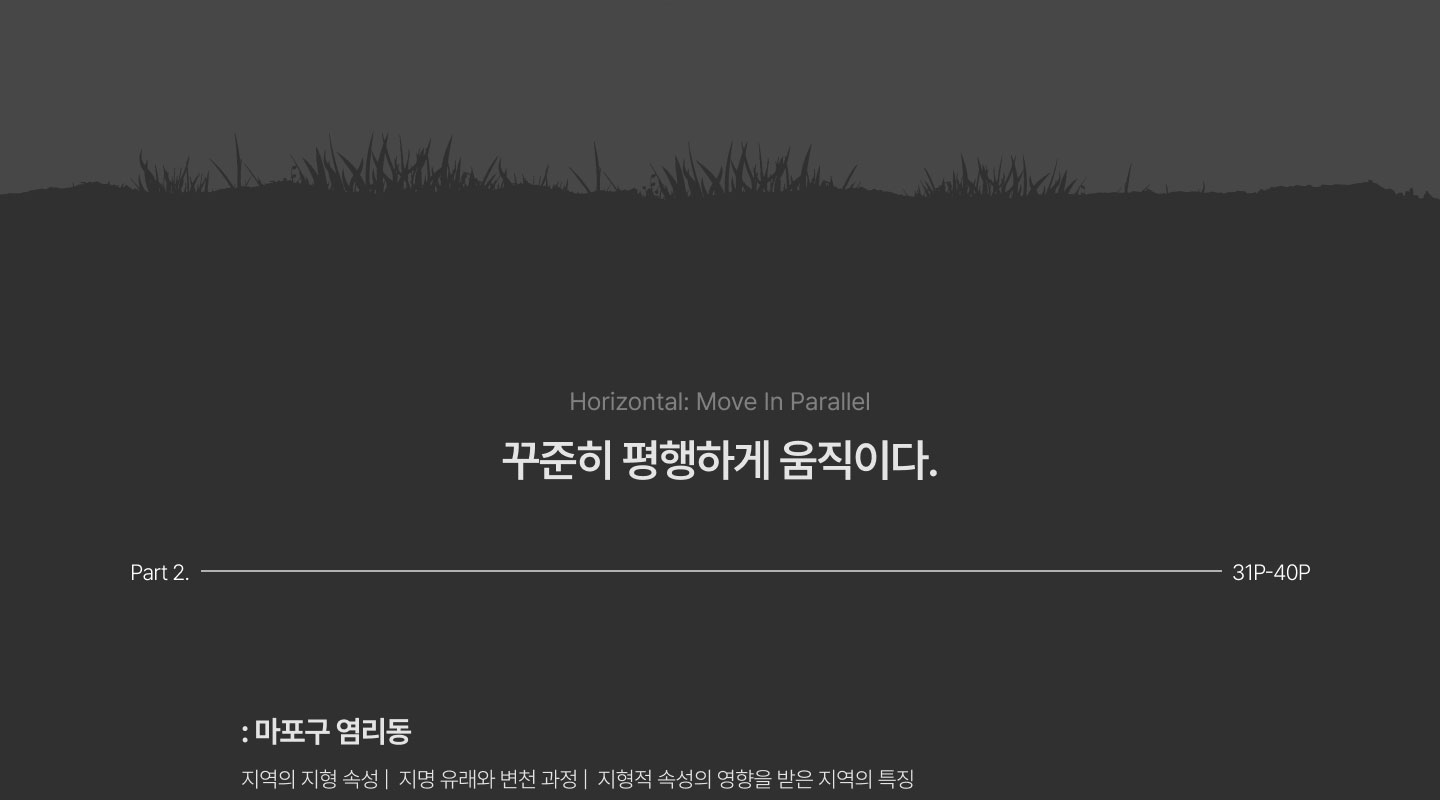 Horizontal: Move In Parallel
꾸준히 평행하게 움직이다.
Part 2. 31P-40P
: 마포구 염리동
지역의 지형 속성 | 지명 유래와 변천 과정 | 지형적 속성의 영향을 받은 지역의 특징